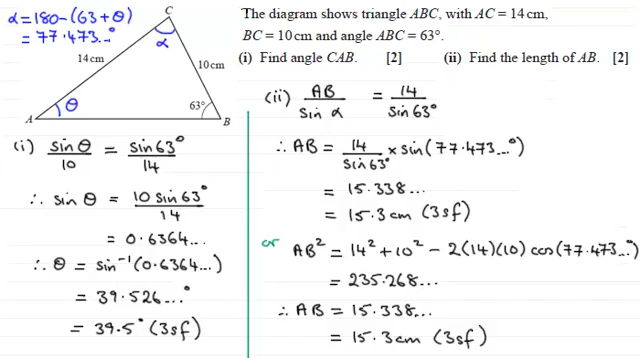 α = 180 - (63 + θ)
= 77.473...°
C
α
14 cm
10 cm
θ
63°
A
B
The diagram shows triangle ABC, with AC = 14 cm,
BC = 10 cm and angle ABC = 63°.
(i) Find angle CAB. [2] (ii) Find the length of AB. [2]
(i) sin θ / 10 = sin 63° / 14
∴ sin θ = 10 sin 63° / 14
= 0.6364...
∴ θ = sin⁻¹(0.6364...)
= 39.526...°
= 39.5° (3sf)
(ii) AB / sin α = 14 / sin 63°
∴ AB = 14 / sin 63° × sin(77.473...°)
= 15.338...
= 15.3 cm (3sf)
or AB² = 14² + 10² - 2(14)(10) cos(77.473...°)
= 235.268...
∴ AB = 15.338...
= 15.3 cm (3sf)